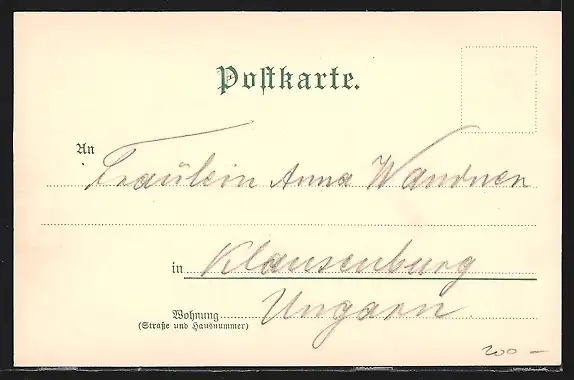 Postkarte.
An
Fräulein Anna Wandner
in Klausenburg
Wohnung Ungarn
(Straße und Hausnummer)
200 —